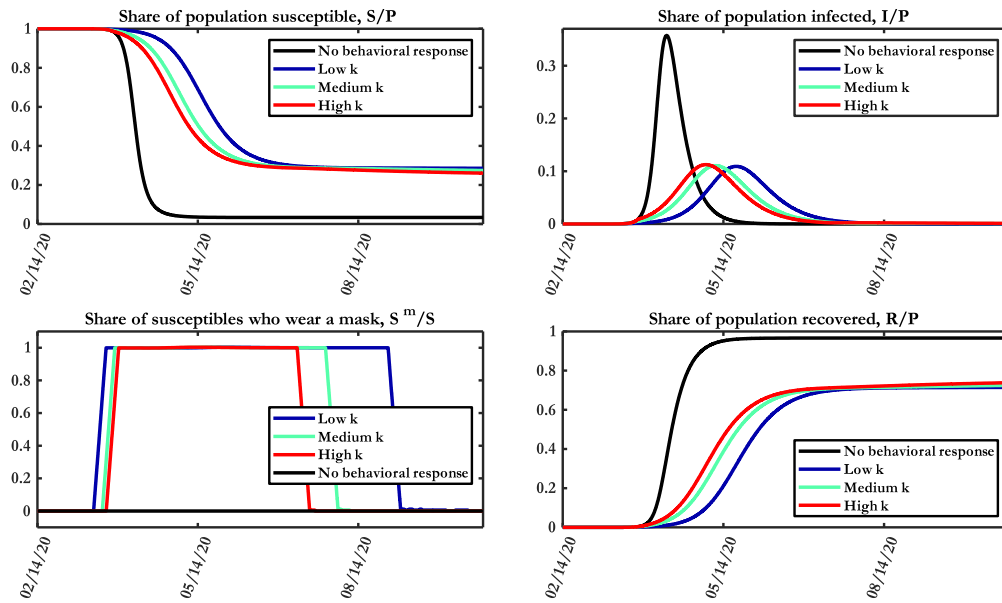 Share of population susceptible, S/P
1
0.8
0.6
0.4
0.2
0
No behavioral response
Low k
Medium k
High k
02/14/20
05/14/20
08/14/20
Share of population infected, I/P
0.3
0.2
0.1
0
No behavioral response
Low k
Medium k
High k
02/14/20
05/14/20
08/14/20
Share of susceptibles who wear a mask, S m/S
1
0.8
0.6
0.4
0.2
0
Low k
Medium k
High k
No behavioral response
02/14/20
05/14/20
08/14/20
Share of population recovered, R/P
1
0.8
0.6
0.4
0.2
0
No behavioral response
Low k
Medium k
High k
02/14/20
05/14/20
08/14/20